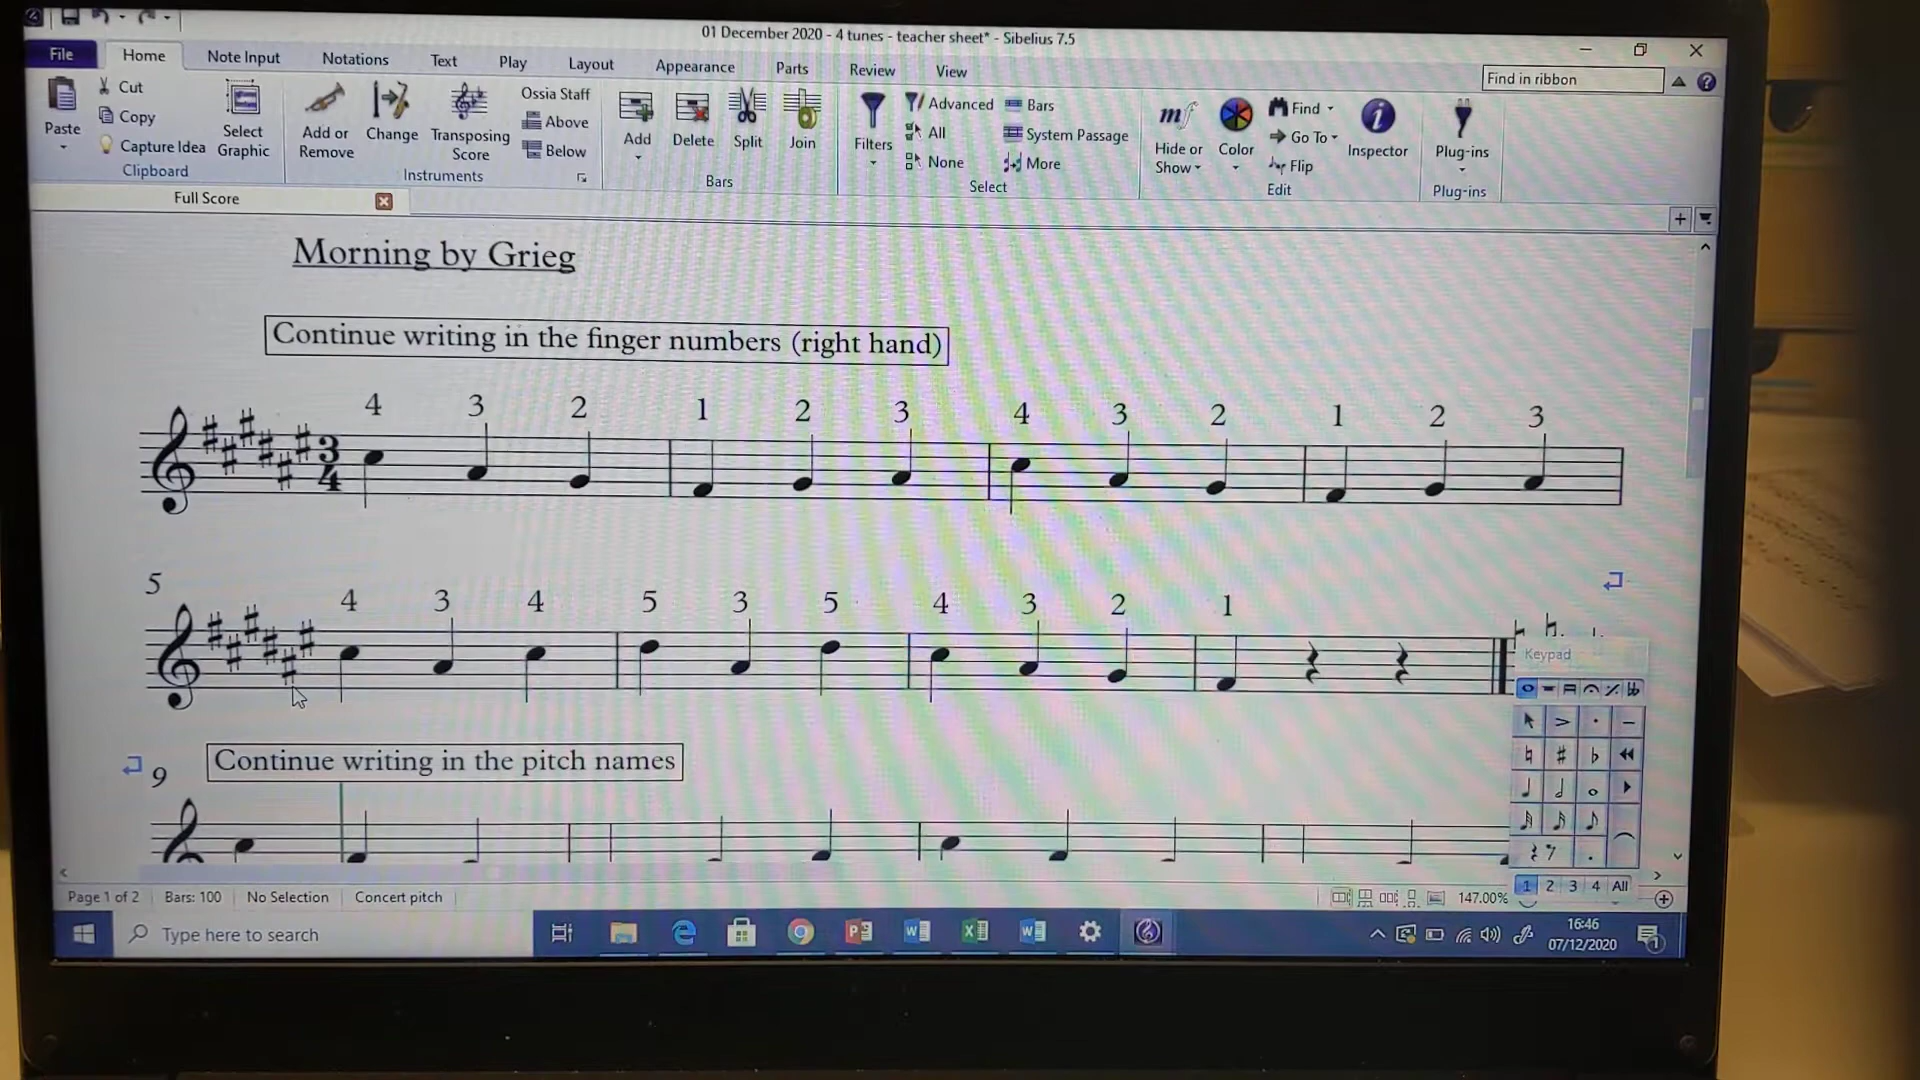 01 December 2020 - 4 tunes - teacher sheet* - Sibelius 7.5
File Home Note Input Notations Text Play Layout Appearance Parts Review View
Find in ribbon
Paste
Cut
Copy
Capture Idea
Clipboard
Select Graphic
Add or Remove
Change
Transposing Score
Ossia Staff
Above
Below
Instruments
Add
Delete
Split
Join
Bars
Filters
Advanced
All
None
Bars
System Passage
More
Select
Hide or Show
Color
Find
Go To
Flip
Edit
Inspector
Plug-ins
Plug-ins
Full Score
Morning by Grieg
Continue writing in the finger numbers (right hand)
4 3 2 1 2 3 4 3 2 1 2 3
3
4
5
4 3 4 5 3 5 4 3 2 1
Keypad
Continue writing in the pitch names
9
1 2 3 4 All
Page 1 of 2 Bars: 100 No Selection Concert pitch 147.00%
Type here to search
16:46
07/12/2020
1